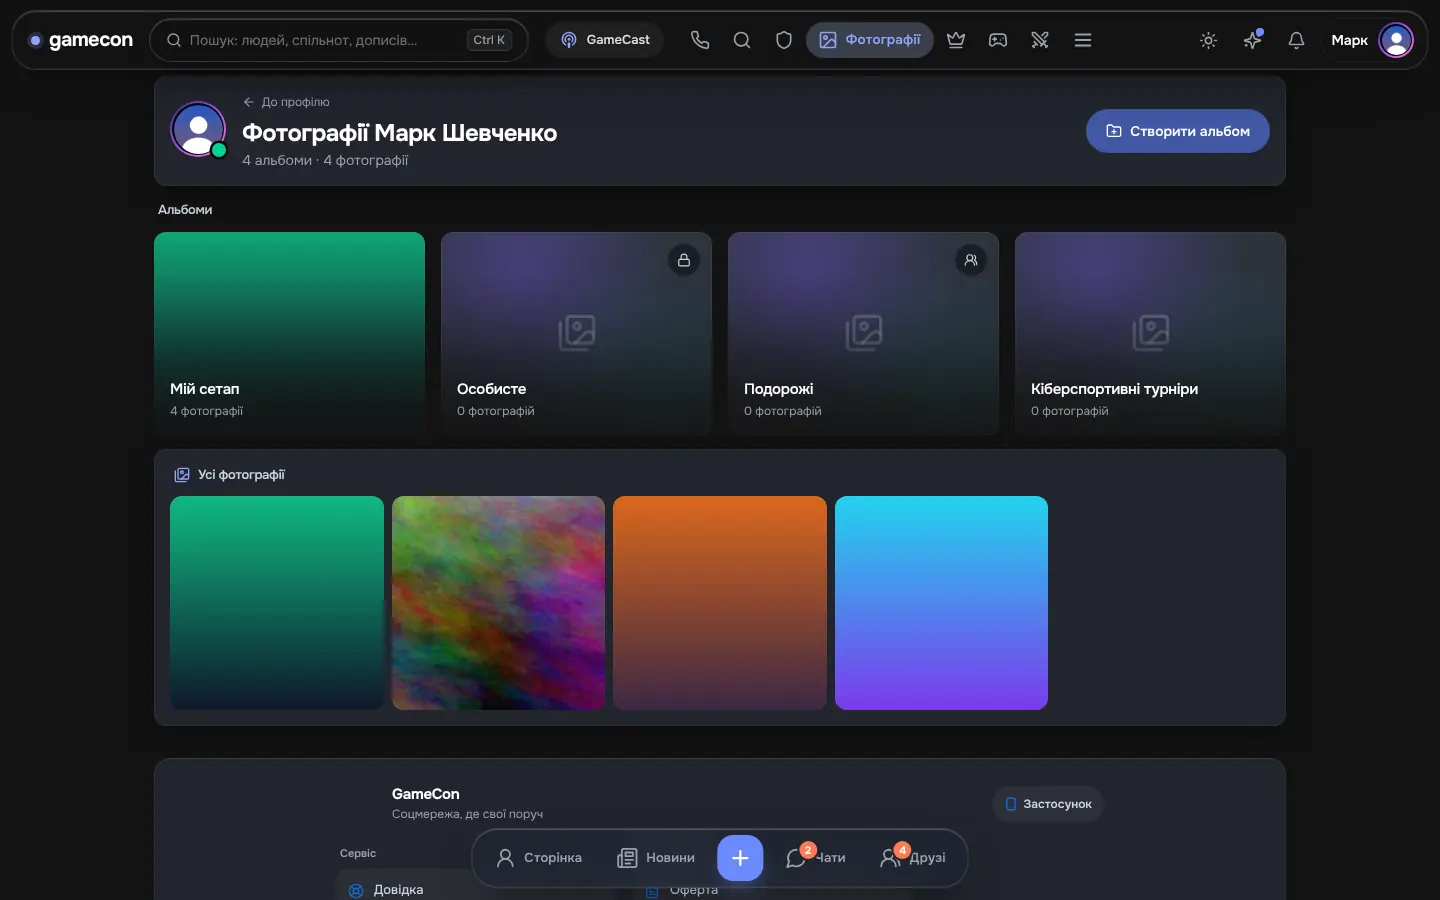 gamecon
Пошук: людей, спільнот, дописів...
Ctrl K
GameCast
Фотографії
Марк
До профілю
Фотографії Марк Шевченко
4 альбоми · 4 фотографії
Створити альбом
Альбоми
Мій сетап
4 фотографії
Особисте
0 фотографій
Подорожі
0 фотографій
Кіберспортивні турніри
0 фотографій
Усі фотографії
GameCon
Соцмережа, де свої поруч
Застосунок
Сервіс
Довідка
Оферта
Сторінка
Новини
2
Чати
4
Друзі